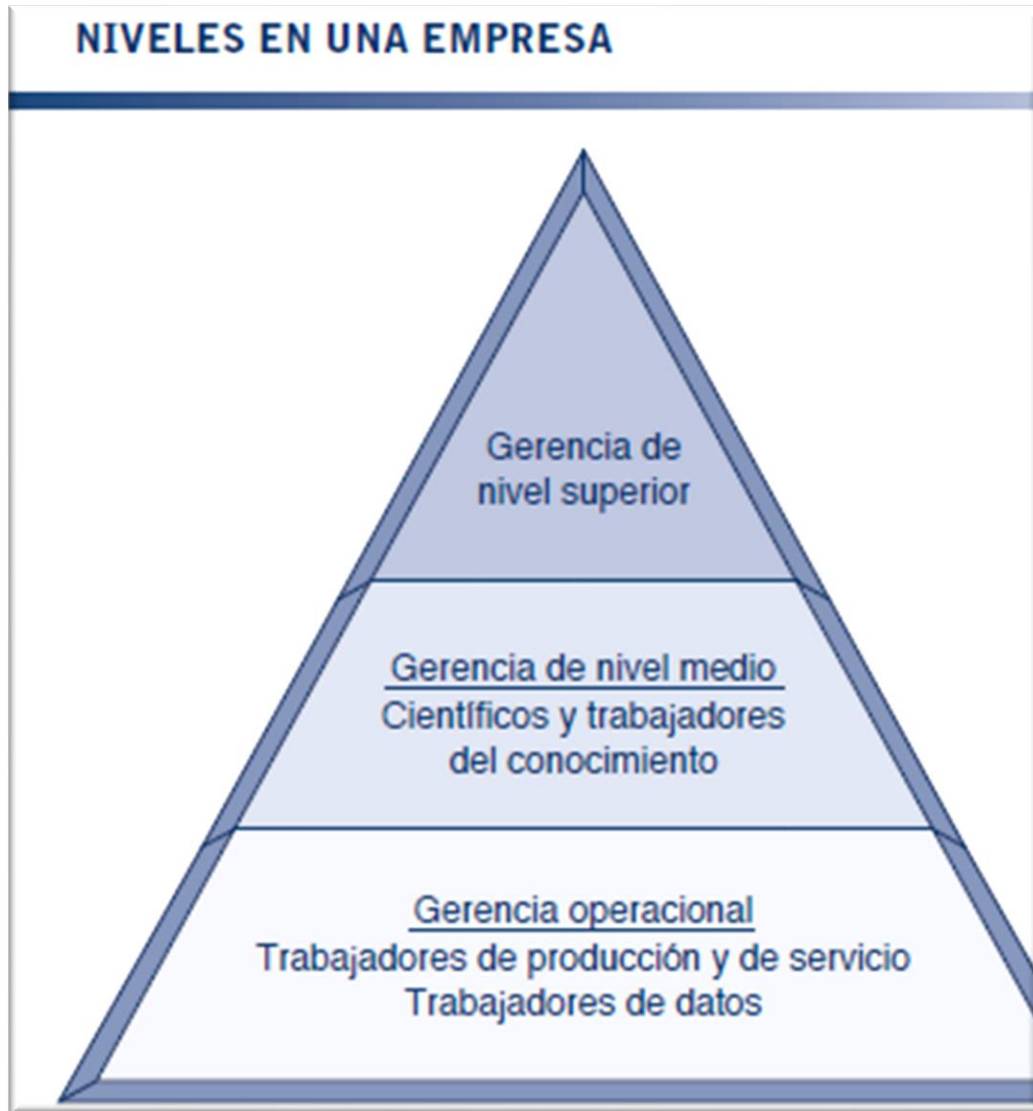 NIVELES EN UNA EMPRESA
Gerencia de
nivel superior
Gerencia de nivel medio
Científicos y trabajadores
del conocimiento
Gerencia operacional
Trabajadores de producción y de servicio
Trabajadores de datos